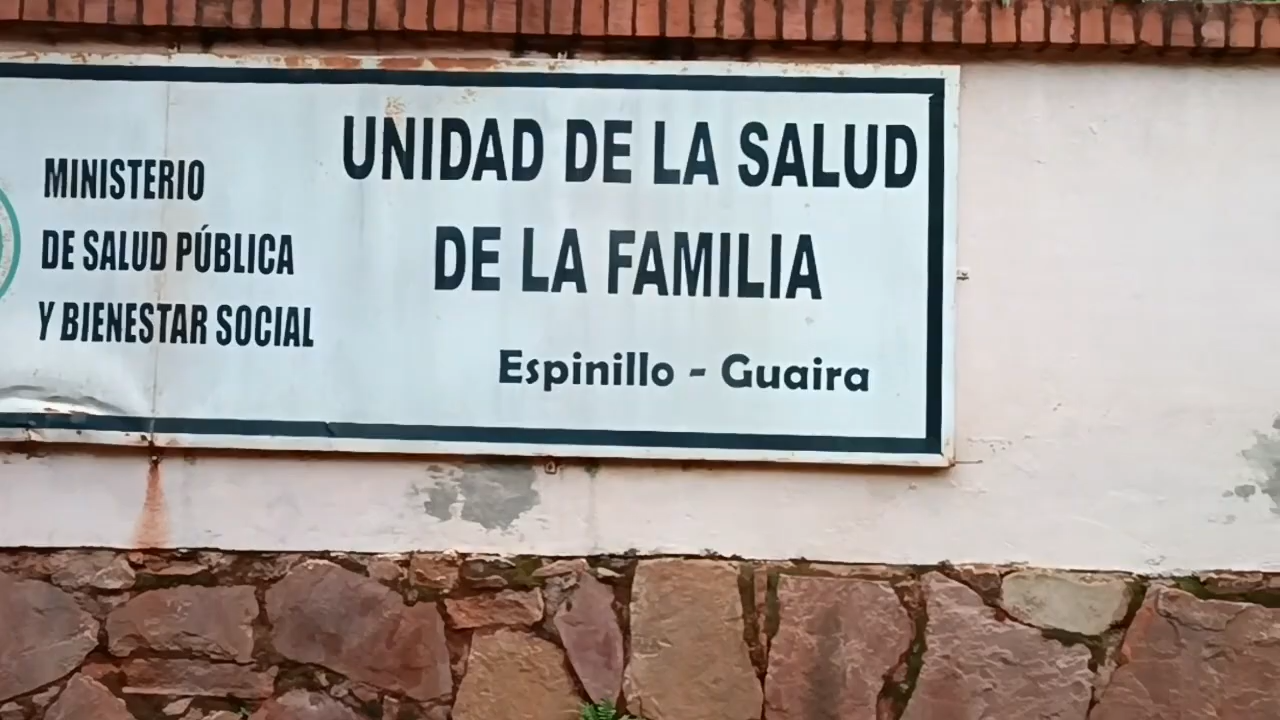 MINISTERIO
DE SALUD PÚBLICA
Y BIENESTAR SOCIAL
UNIDAD DE LA SALUD
DE LA FAMILIA
Espinillo - Guaira